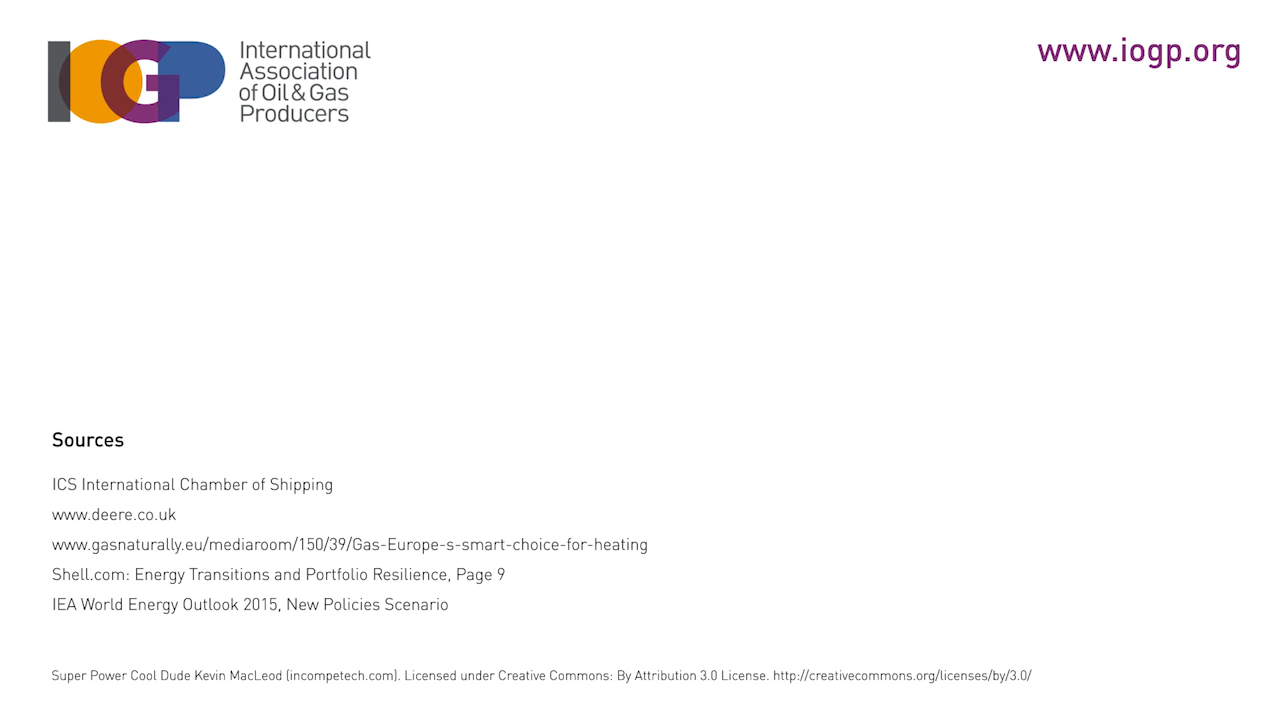 IOGP
International
Association
of Oil & Gas
Producers
www.iogp.org
Sources
ICS International Chamber of Shipping
www.deere.co.uk
www.gasnaturally.eu/mediaroom/150/39/Gas-Europe-s-smart-choice-for-heating
Shell.com: Energy Transitions and Portfolio Resilience, Page 9
IEA World Energy Outlook 2015, New Policies Scenario
Super Power Cool Dude Kevin MacLeod (incompetech.com). Licensed under Creative Commons: By Attribution 3.0 License. http://creativecommons.org/licenses/by/3.0/